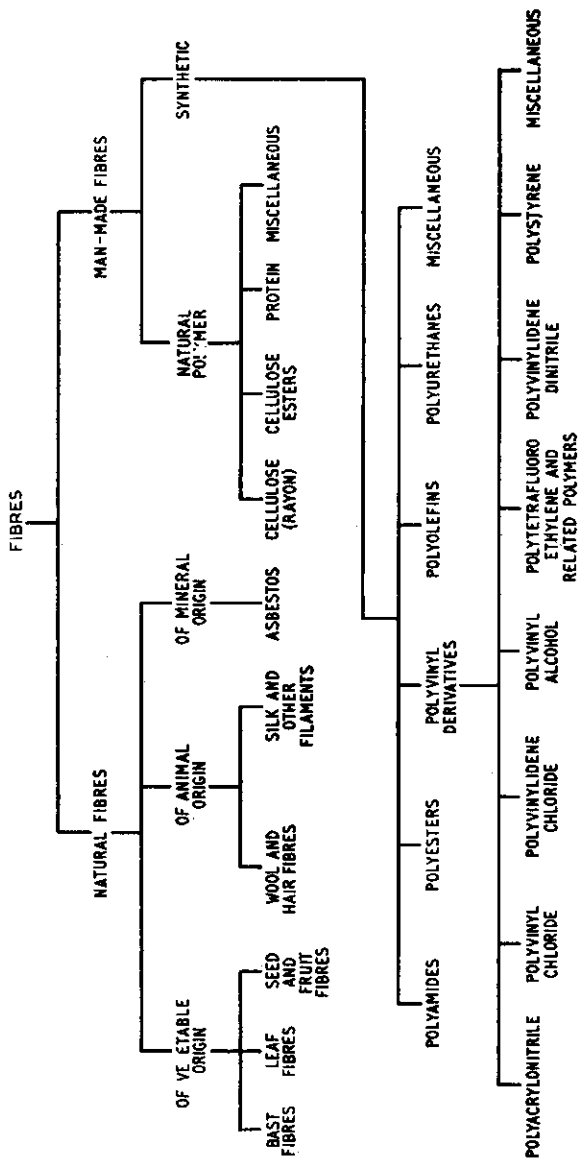 FIBRES
NATURAL FIBRES
MAN-MADE FIBRES
OF VE ETABLE
ORIGIN
OF ANIMAL
ORIGIN
OF MINERAL
ORIGIN
NATURAL
POLYMER
SYNTHETIC
BAST
FIBRES
LEAF
FIBRES
SEED
AND
FRUIT
FIBRES
WOOL AND
HAIR FIBRES
SILK AND
OTHER
FILAMENTS
ASBESTOS
CELLULOSE
(RAYON)
CELLULOSE
ESTERS
PROTEIN
MISCELLANEOUS
POLYAMIDES
POLYESTERS
POLYVINYL
DERIVATIVES
POLYOLEFINS
POLYURETHANES
MISCELLANEOUS
POLYACRYLONITRILE
POLYVINYL
CHLORIDE
POLYVINYLIDENE
CHLORIDE
POLYVINYL
ALCOHOL
POLYTETRAFLUORO
ETHYLENE AND
RELATED POLYMERS
POLYVINYLIDENE
DINITRILE
POLYSTYRENE
MISCELLANEOUS